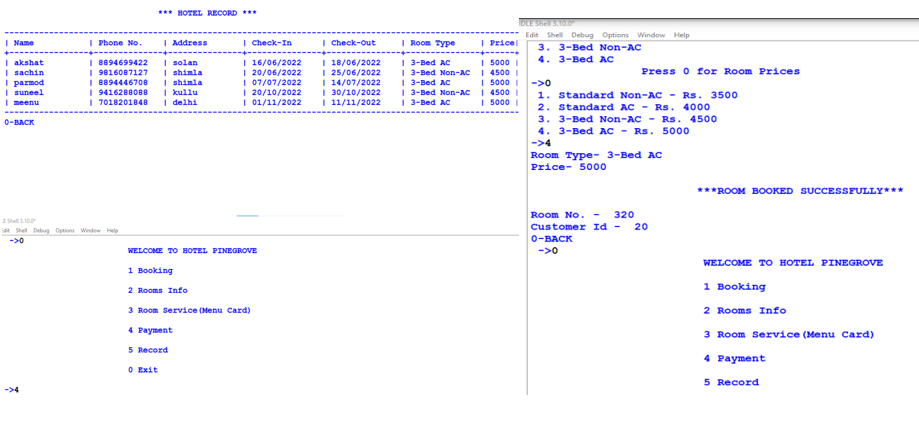 *** HOTEL RECORD ***
| Name | Phone No. | Address | Check-In | Check-Out | Room Type | Price|
| akshat | 8894699422 | solan | 16/06/2022 | 18/06/2022 | 3-Bed AC | 5000 |
| sachin | 9816087127 | shimla | 20/06/2022 | 25/06/2022 | 3-Bed Non-AC | 4500 |
| parmod | 8894446708 | shimla | 07/07/2022 | 14/07/2022 | 3-Bed AC | 5000 |
| suneel | 9416288088 | kullu | 20/10/2022 | 30/10/2022 | 3-Bed Non-AC | 4500 |
| meenu | 7018201848 | delhi | 01/11/2022 | 11/11/2022 | 3-Bed AC | 5000 |
0-BACK
Shell 3.10.0*
Shell Debug Options Window Help
->0
WELCOME TO HOTEL PINEGROVE
1 Booking
2 Rooms Info
3 Room Service(Menu Card)
4 Payment
5 Record
0 Exit
->4
IDLE Shell 3.10.0*
Edit Shell Debug Options Window Help
3. 3-Bed Non-AC
4. 3-Bed AC
Press 0 for Room Prices
->0
1. Standard Non-AC - Rs. 3500
2. Standard AC - Rs. 4000
3. 3-Bed Non-AC - Rs. 4500
4. 3-Bed AC - Rs. 5000
->4
Room Type- 3-Bed AC
Price- 5000
***ROOM BOOKED SUCCESSFULLY***
Room No. - 320
Customer Id - 20
0-BACK
->0
WELCOME TO HOTEL PINEGROVE
1 Booking
2 Rooms Info
3 Room Service(Menu Card)
4 Payment
5 Record